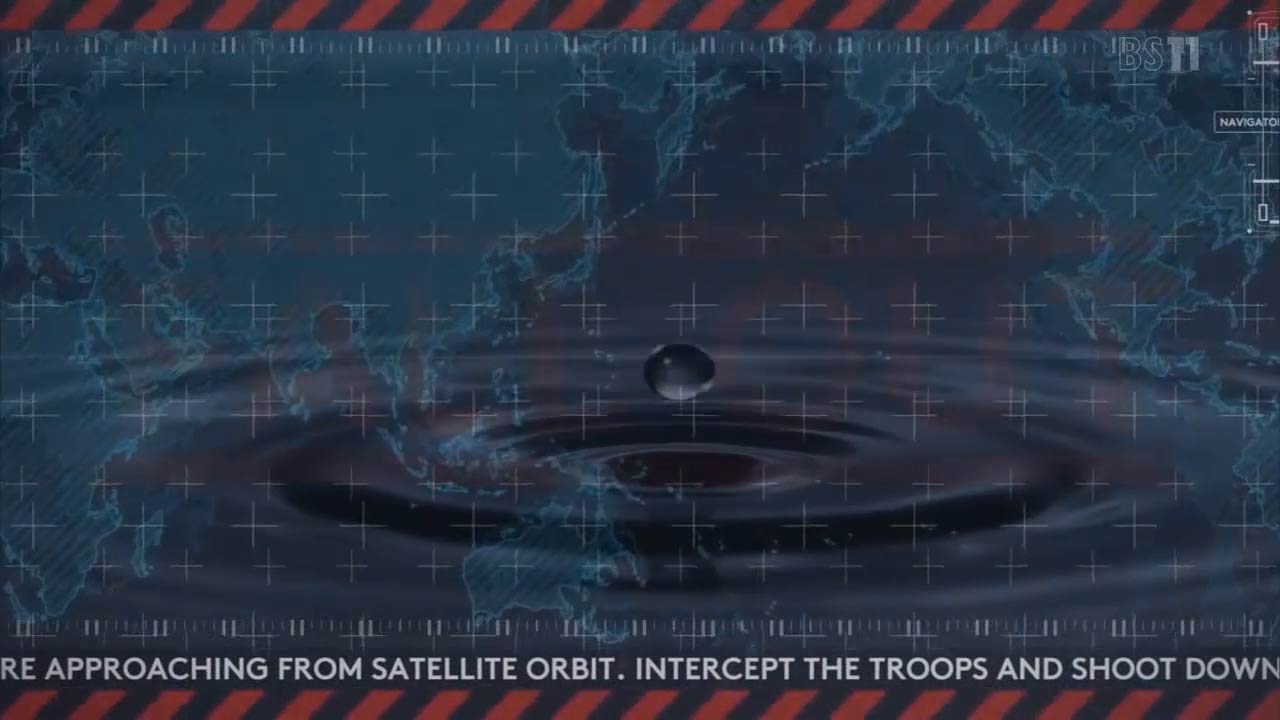 BS11
NAVIGATO
RE APPROACHING FROM SATELLITE ORBIT. INTERCEPT THE TROOPS AND SHOOT DOWN